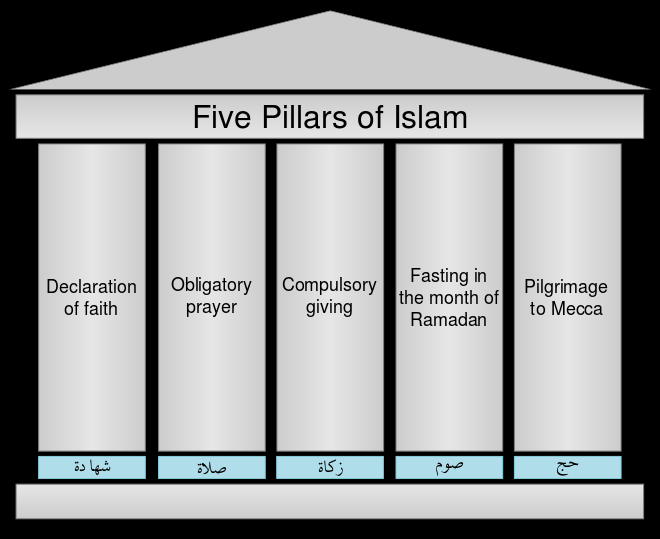 Five Pillars of Islam
Declaration
of faith
Obligatory
prayer
Compulsory
giving
Fasting in
the month of
Ramadan
Pilgrimage
to Mecca
شهادة
صلاة
زكاة
صوم
حج